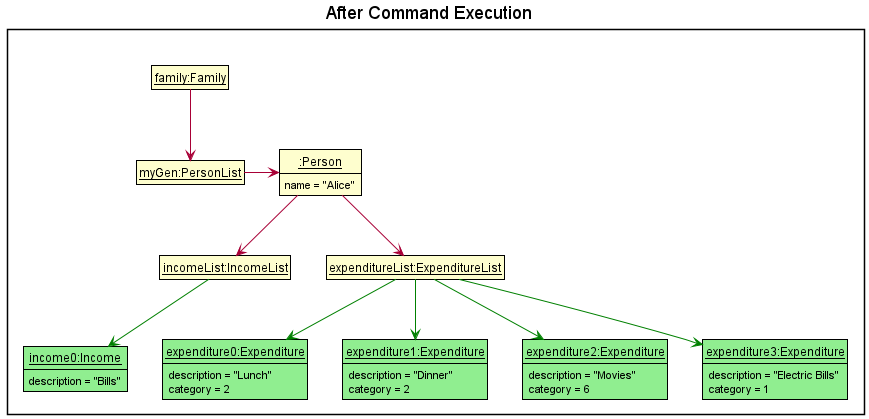 After Command Execution
family:Family
myGen:PersonList
:Person
name = "Alice"
incomeList:IncomeList
expenditureList:ExpenditureList
income0:Income
description = "Bills"
expenditure0:Expenditure
description = "Lunch"
category = 2
expenditure1:Expenditure
description = "Dinner"
category = 2
expenditure2:Expenditure
description = "Movies"
category = 6
expenditure3:Expenditure
description = "Electric Bills"
category = 1